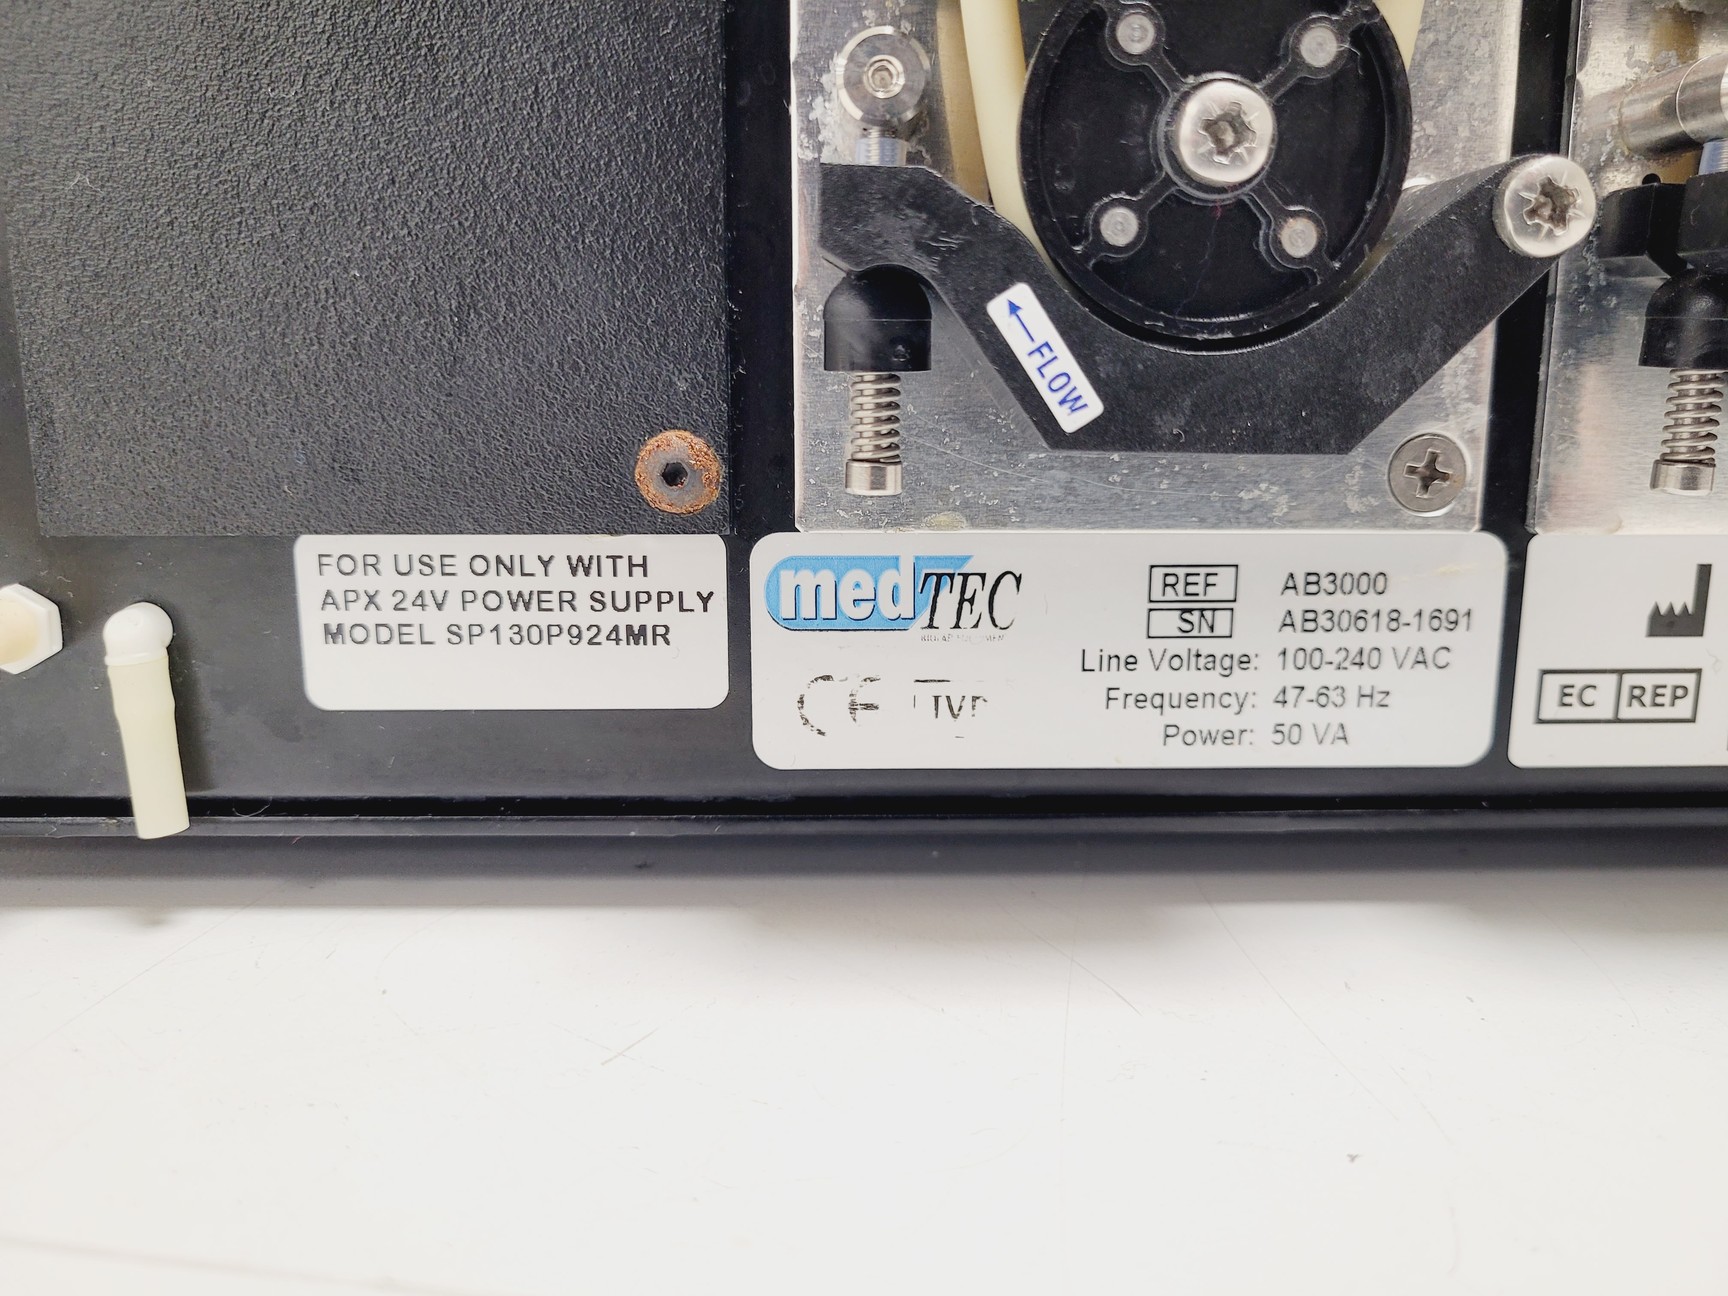 ←FLOW
FOR USE ONLY WITH
APX 24V POWER SUPPLY
MODEL SP130P924MR
medTEC
REF AB3000
SN AB30618-1691
Line Voltage: 100-240 VAC
Frequency: 47-63 Hz
Power: 50 VA
CE
EC REP